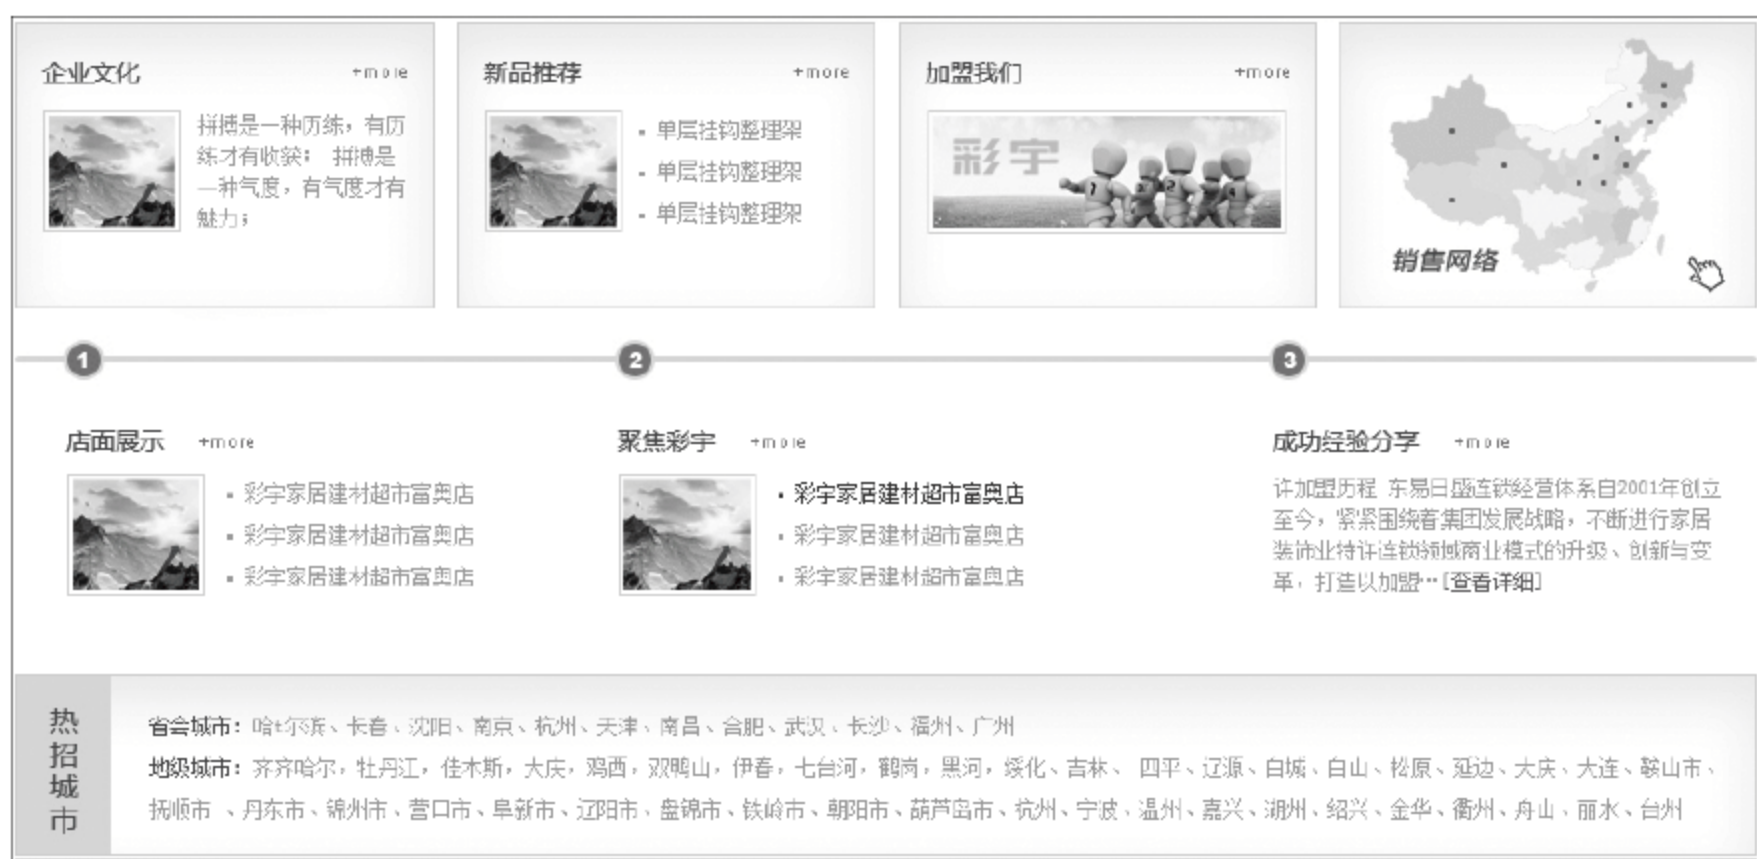 企业文化 +more
拼搏是一种历练，有历
练才有收获； 拼搏是
一种气度，有气度才有
魅力；
新品推荐 +more
▪ 单层挂钩整理架
▪ 单层挂钩整理架
▪ 单层挂钩整理架
加盟我们 +more
彩宇
销售网络
1
2
3
店面展示 +more
▪ 彩宇家居建材超市富奥店
▪ 彩宇家居建材超市富奥店
▪ 彩宇家居建材超市富奥店
聚焦彩宇 +more
▪ 彩宇家居建材超市富奥店
▪ 彩宇家居建材超市富奥店
▪ 彩宇家居建材超市富奥店
成功经验分享 +more
许加盟历程 东易日盛连锁经营体系自2001年创立
至今，紧紧围绕着集团发展战略，不断进行家居
装饰业特许连锁领域商业模式的升级、创新与变
革，打造以加盟…[查看详细]
热招城市
省会城市：哈尔滨、长春、沈阳、南京、杭州、天津、南昌、合肥、武汉、长沙、福州、广州
地级城市：齐齐哈尔，牡丹江，佳木斯，大庆，鸡西，双鸭山，伊春，七台河，鹤岗，黑河，绥化、吉林、 四平、辽源、白城、白山、松原、延边、大庆、大连、鞍山市、
抚顺市 、丹东市、锦州市、营口市、阜新市、辽阳市、盘锦市、铁岭市、朝阳市、葫芦岛市、杭州、宁波、温州、嘉兴、湖州、绍兴、金华、衢州、舟山、丽水、台州